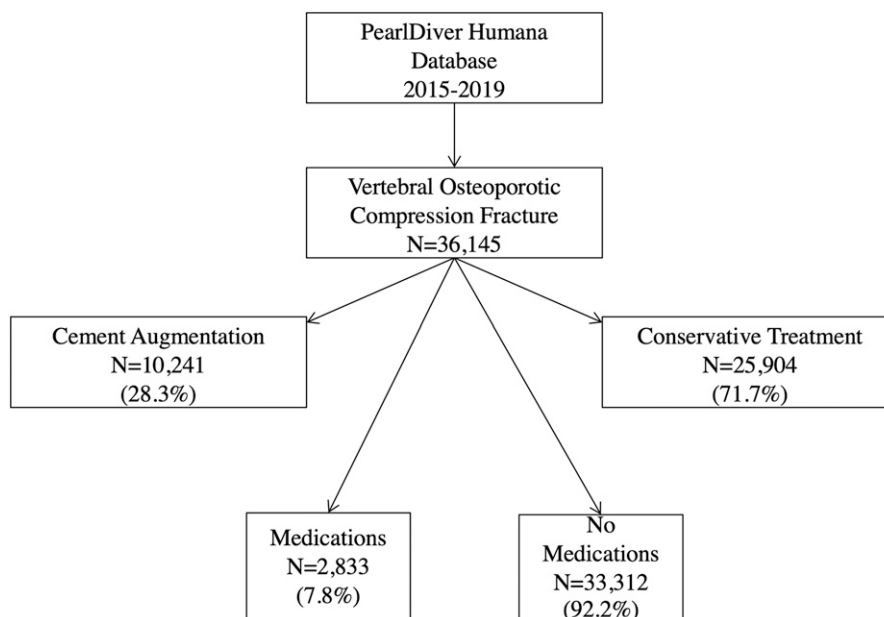 PearlDiver Humana
Database
2015-2019
Vertebral Osteoporotic
Compression Fracture
N=36,145
Cement Augmentation
N=10,241
(28.3%)
Conservative Treatment
N=25,904
(71.7%)
Medications
N=2,833
(7.8%)
No
Medications
N=33,312
(92.2%)